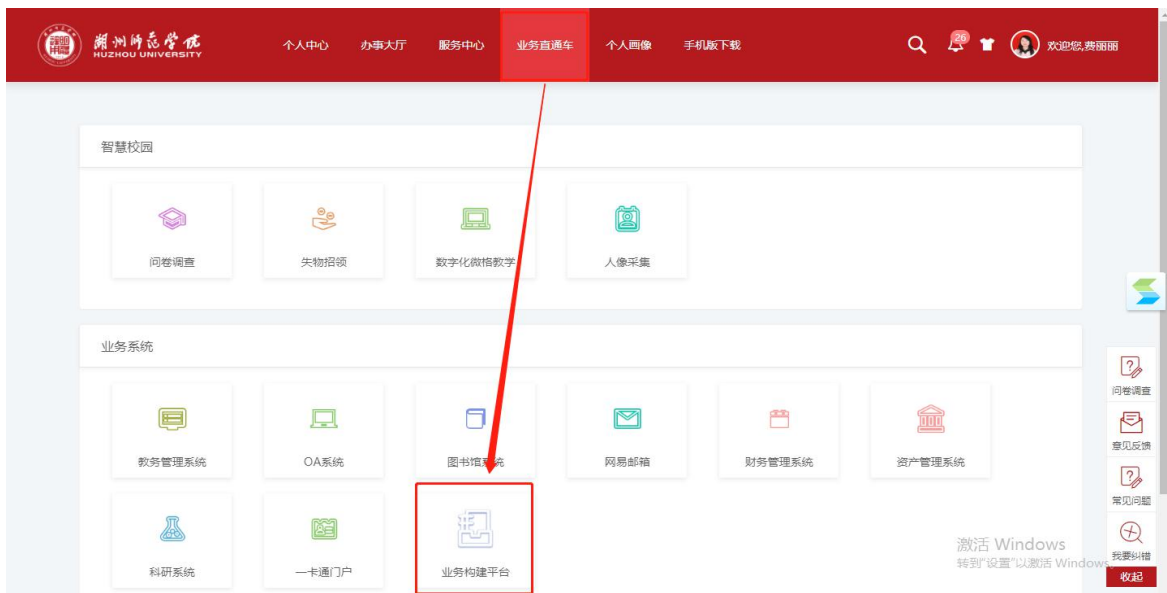 湖州师范学院
HUZHOU UNIVERSITY
个人中心 办事大厅 服务中心 业务直通车 个人画像 手机版下载
26
欢迎您,费丽丽
智慧校园
问卷调查 失物招领 数字化微格教学 人像采集
业务系统
教务管理系统 OA系统 图书馆系统 网易邮箱 财务管理系统 资产管理系统
科研系统 一卡通门户 业务构建平台
问卷调查
意见反馈
常见问题
我要纠错
收起
激活 Windows
转到"设置"以激活 Windows